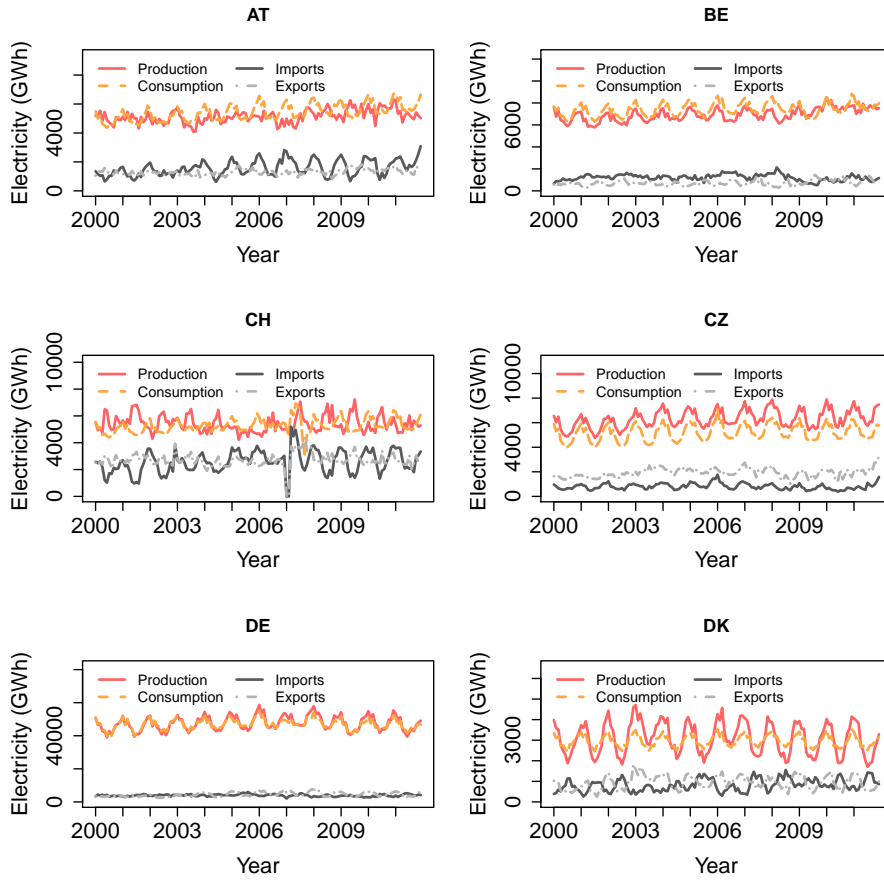 AT
Electricity (GWh)
0 4000
Production Imports
Consumption Exports
2000 2003 2006 2009
Year
BE
Electricity (GWh)
0 6000
Production Imports
Consumption Exports
2000 2003 2006 2009
Year
CH
Electricity (GWh)
0 4000 10000
Production Imports
Consumption Exports
2000 2003 2006 2009
Year
CZ
Electricity (GWh)
0 4000 10000
Production Imports
Consumption Exports
2000 2003 2006 2009
Year
DE
Electricity (GWh)
0 40000
Production Imports
Consumption Exports
2000 2003 2006 2009
Year
DK
Electricity (GWh)
0 3000
Production Imports
Consumption Exports
2000 2003 2006 2009
Year